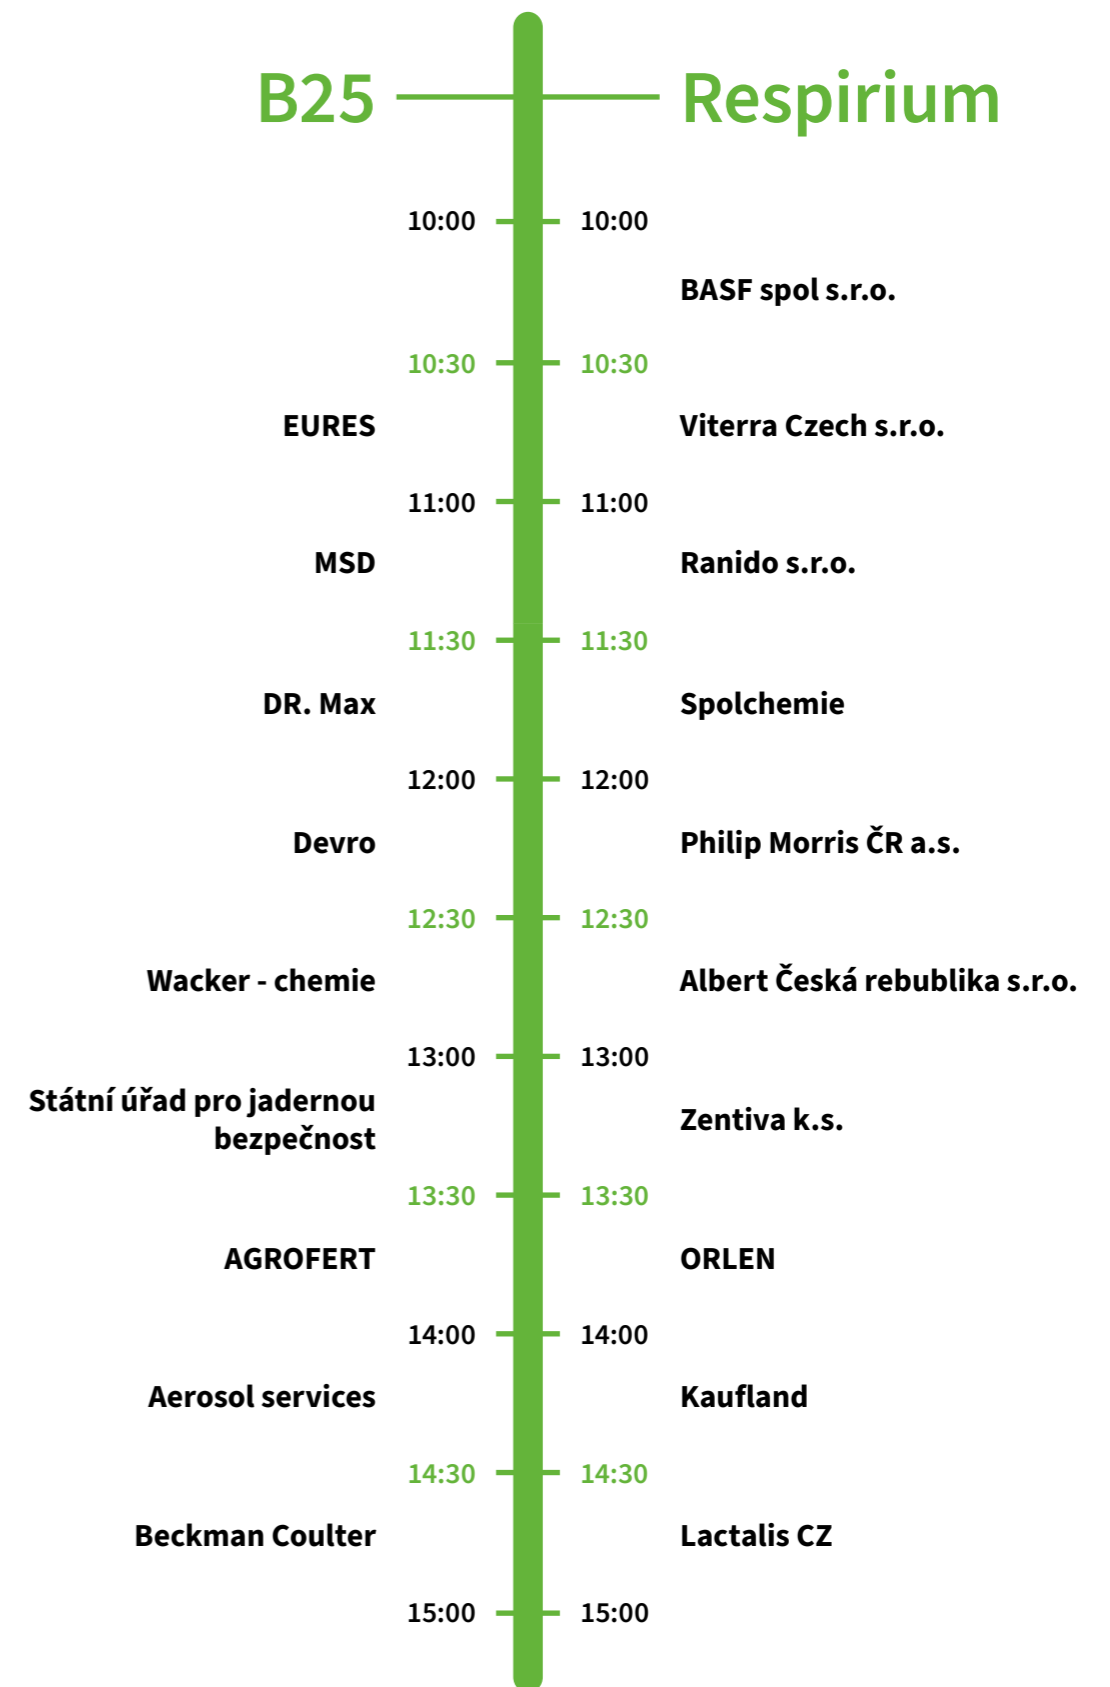 B25 Respirium
10:00 10:00
BASF spol s.r.o.
10:30 10:30
EURES Viterra Czech s.r.o.
11:00 11:00
MSD Ranido s.r.o.
11:30 11:30
DR. Max Spolchemie
12:00 12:00
Devro Philip Morris ČR a.s.
12:30 12:30
Wacker - chemie Albert Česká rebublika s.r.o.
13:00 13:00
Státní úřad pro jadernou
bezpečnost
Zentiva k.s.
13:30 13:30
AGROFERT ORLEN
14:00 14:00
Aerosol services Kaufland
14:30 14:30
Beckman Coulter Lactalis CZ
15:00 15:00